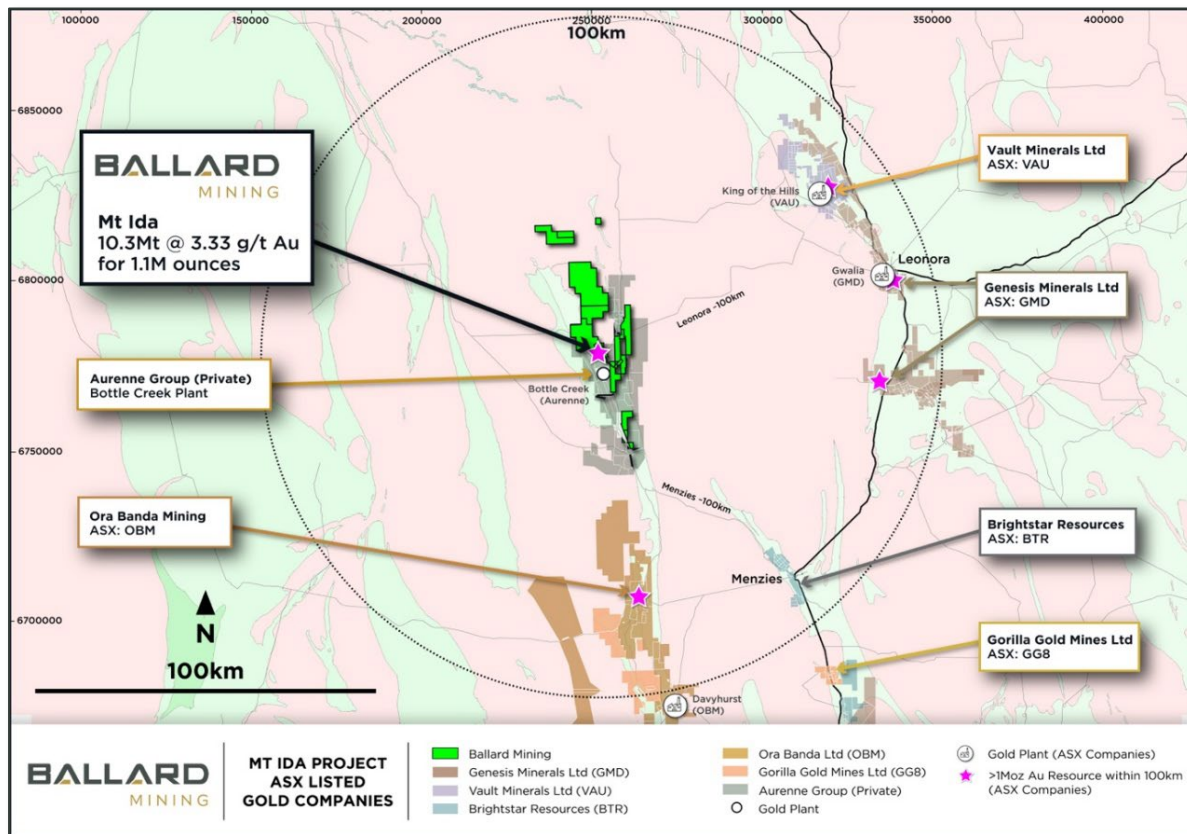 100000 150000 200000 250000 300000 350000 400000
100km
6850000
6800000
6750000
6700000
BALLARD
MINING
Mt Ida
10.3Mt @ 3.33 g/t Au
for 1.1M ounces
Vault Minerals Ltd
ASX: VAU
King of the Hills
(VAU)
Leonora
Gwalia
(GMD)
Genesis Minerals Ltd
ASX: GMD
Leonora ~100km
Aurenne Group (Private)
Bottle Creek Plant
Bottle Creek
(Aurenne)
Menzies ~100km
Ora Banda Mining
ASX: OBM
Brightstar Resources
ASX: BTR
Menzies
N
100km
Gorilla Gold Mines Ltd
ASX: GG8
Davyhurst
(OBM)
BALLARD
MINING
MT IDA PROJECT
ASX LISTED
GOLD COMPANIES
Ballard Mining
Genesis Minerals Ltd (GMD)
Vault Minerals Ltd (VAU)
Brightstar Resources (BTR)
Ora Banda Ltd (OBM)
Gorilla Gold Mines Ltd (GG8)
Aurenne Group (Private)
Gold Plant
Gold Plant (ASX Companies)
>1Moz Au Resource within 100km
(ASX Companies)